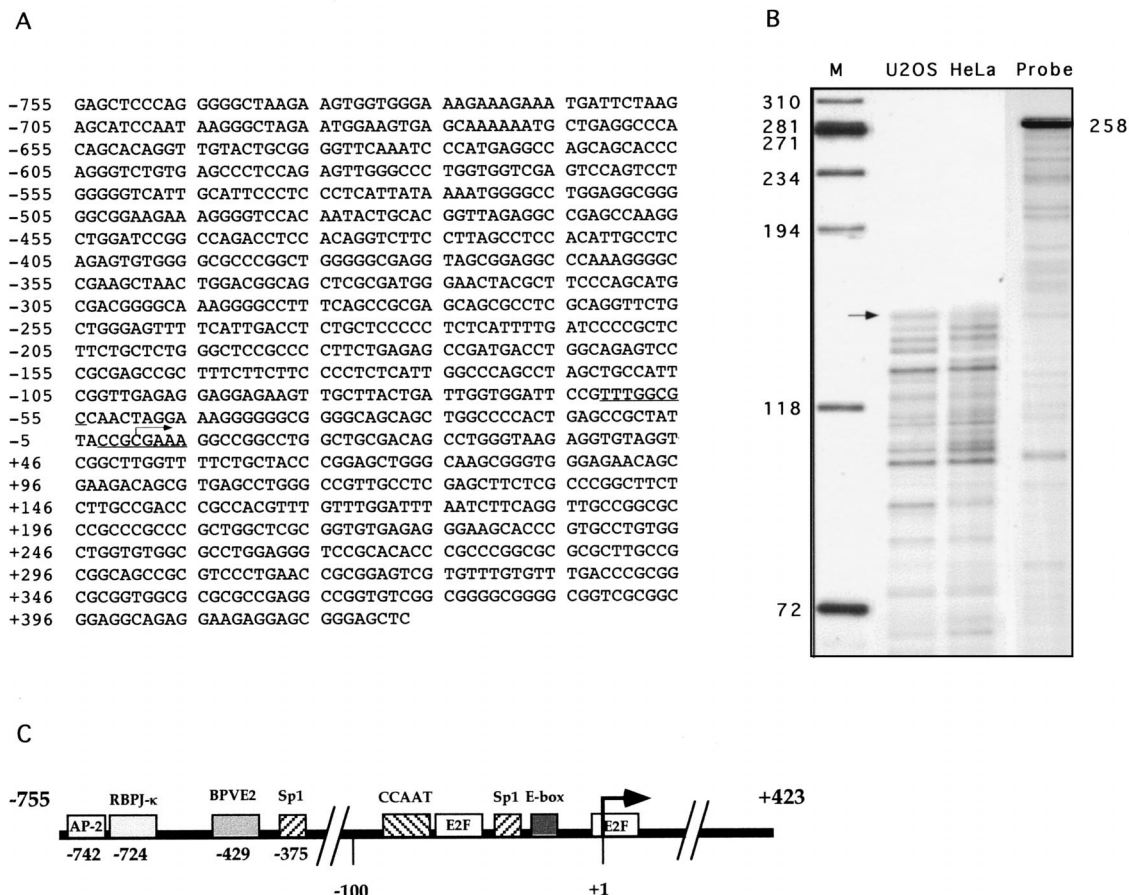 A
-755 GAGCTCCCAG GGGGCTAAGA AGTGGTGGGA AAGAAAGAAA TGATTCTAAG
-705 AGCATCCAAT AAGGGCTAGA ATGGAAGTGA GCAAAAAATG CTGAGGCCCA
-655 CAGCACAGGT TGTACTGCGG GGTTCAAATC CCATGAGGCC AGCAGCACCC
-605 AGGGTCTGTG AGCCCTCCAG AGTTGGGCCC TGGTGGTCGA GTCCAGTCCT
-555 GGGGGTCATT GCATTCCCTC CCTCATTATA AAATGGGGCC TGGAGGCGGG
-505 GGCGGAAGAA AGGGGTCCAC AATACTGCAC GGTTAGAGGC CGAGCCAAGG
-455 CTGGATCCGG CCAGACCTCC ACAGGTCTTC CTTAGCCTCC ACATTGCCTC
-405 AGAGTGTGGG GCGCCCGGCT GGGGGCGAGG TAGCGGAGGC CCAAAGGGGC
-355 CGAAGCTAAC TGGACGGCAG CTCGCGATGG GAACTACGCT TCCCAGCATG
-305 CGACGGGGCA AAGGGGCCTT TCAGCCGCGA GCAGCGCCTC GCAGGTTCTG
-255 CTGGGAGTTT TCATTGACCT CTGCTCCCCC TCTCATTTTG ATCCCCGCTC
-205 TTCTGCTCTG GGCTCCGCCC CTTCTGAGAG CCGATGACCT GGCAGAGTCC
-155 CGCGAGCCGC TTTCTTCTTC CCCTCTCATT GGCCCAGCCT AGCTGCCATT
-105 CGGTTGAGAG GAGGAGAAGT TGCTTACTGA TTGGTGGATT CCGTTTGGCG
-55 CCAACTAGGA AAGGGGGGCG GGGCAGCAGC TGGCCCCACT GAGCCGCTAT
-5 TACCGCGAAA GGCCGGCCTG GCTGCGACAG CCTGGGTAAG AGGTGTAGGT
+46 CGGCTTGGTT TTCTGCTACC CGGAGCTGGG CAAGCGGGTG GGAGAACAGC
+96 GAAGACAGCG TGAGCCTGGG CCGTTGCCTC GAGCTTCTCG CCCGGCTTCT
+146 CTTGCCGACC CGCCACGTTT GTTTGGATTT AATCTTCAGG TTGCCGGCGC
+196 CCGCCCGCCC GCTGGCTCGC GGTGTGAGAG GGAAGCACCC GTGCCTGTGG
+246 CTGGTGTGGC GCCTGGAGGG TCCGCACACC CGCCCGGCGC GCGCTTGCCG
+296 CGGCAGCCGC GTCCCTGAAC CGCGGAGTCG TGTTTGTGTT TGACCCGCGG
+346 CGCGGTGGCG CGCGCCGAGG CCGGTGTCGG CGGGGCGGGG CGGTCGCGGC
+396 GGAGGCAGAG GAAGAGGAGC GGGAGCTC
B
M U2OS HeLa Probe
310
281
271
258
234
194
118
72
C
-755 RBPJ-κ BPVE2 Sp1 CCAAT Sp1 E-box +423
AP-2 E2F E2F
-742 -724 -429 -375
-100 +1